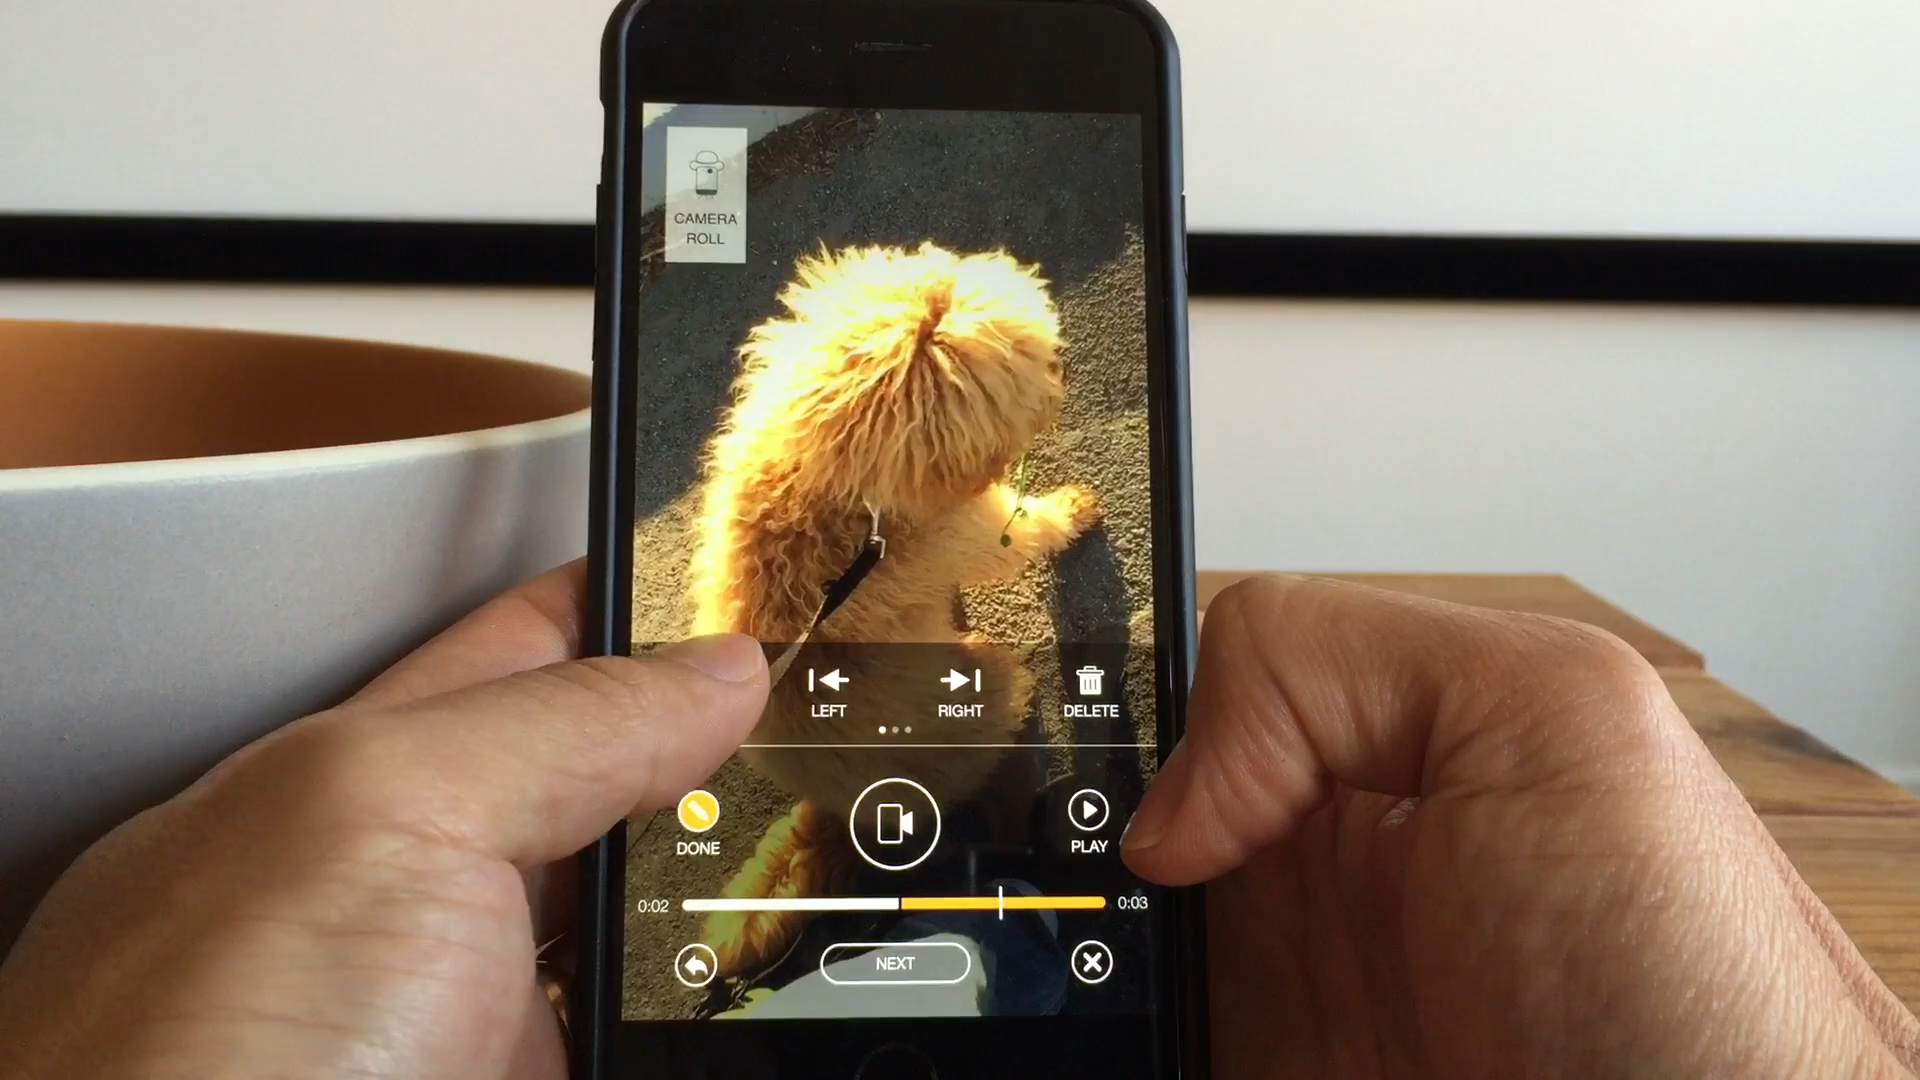 CAMERA
ROLL
LEFT
RIGHT
DELETE
DONE
PLAY
0:02
0:03
NEXT